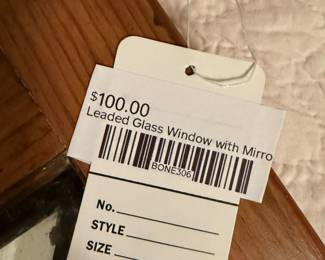 $100.00
Leaded Glass Window with Mirro
BONE306
No.
STYLE
SIZE